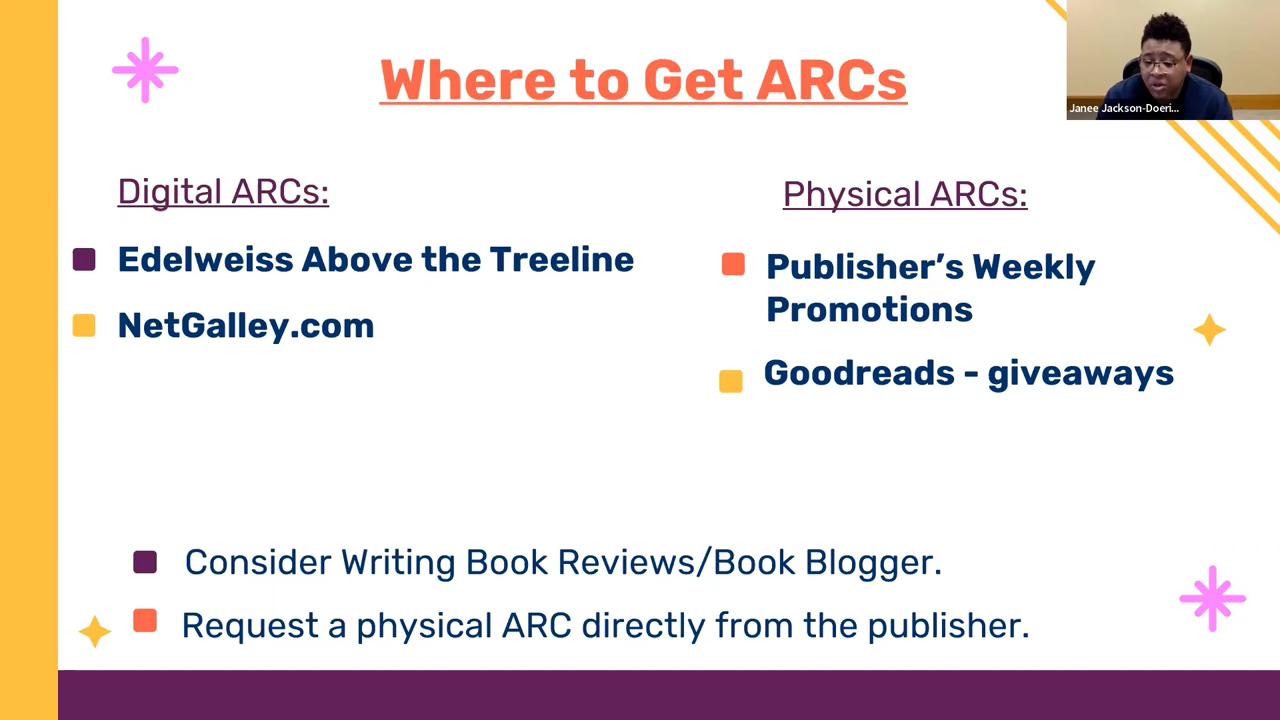 Where to Get ARCs
Janee Jackson-Doeri...
Digital ARCs:
Edelweiss Above the Treeline
NetGalley.com
Physical ARCs:
Publisher’s Weekly
Promotions
Goodreads - giveaways
Consider Writing Book Reviews/Book Blogger.
Request a physical ARC directly from the publisher.